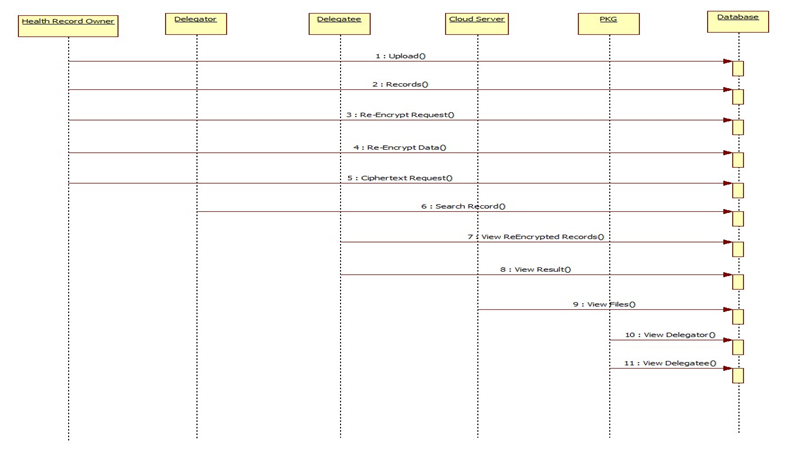 Health Record Owner
Delegator
Delegatee
Cloud Server
PKG
Database
1 : Upload()
2 : Records()
3 : Re-Encrypt Request()
4 : Re-Encrypt Data()
5 : Ciphertext Request()
6 : Search Record()
7 : View ReEncrypted Records()
8 : View Result()
9 : View Files()
10 : View Delegator()
11 : View Delegatee()